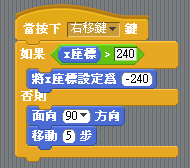 當按下 右移鍵 鍵
如果 x座標 > 240
將x座標設定為 -240
否則
面向 90 方向
移動 5 步